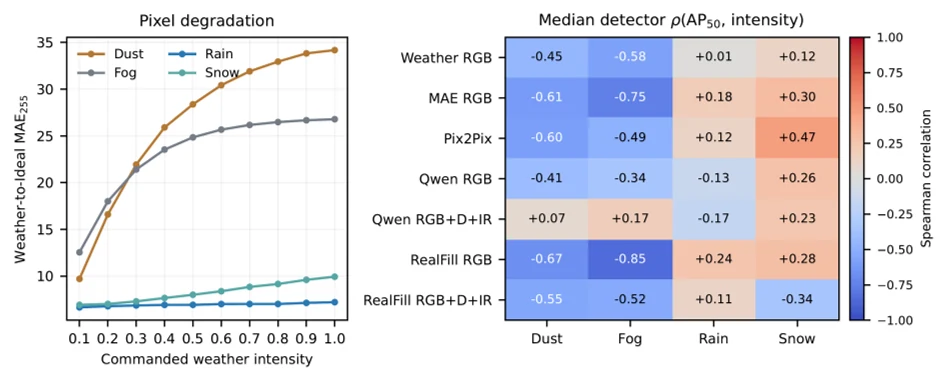 Pixel degradation
Weather-to-Ideal MAE255
35
30
25
20
15
10
Dust
Fog
Rain
Snow
0.1 0.2 0.3 0.4 0.5 0.6 0.7 0.8 0.9 1.0
Commanded weather intensity
Median detector ρ(AP50, intensity)
Weather RGB -0.45 -0.58 +0.01 +0.12
MAE RGB -0.61 -0.75 +0.18 +0.30
Pix2Pix -0.60 -0.49 +0.12 +0.47
Qwen RGB -0.41 -0.34 -0.13 +0.26
Qwen RGB+D+IR +0.07 +0.17 -0.17 +0.23
RealFill RGB -0.67 -0.85 +0.24 +0.28
RealFill RGB+D+IR -0.55 -0.52 +0.11 -0.34
Dust Fog Rain Snow
1.00
0.75
0.50
0.25
0.00
−0.25
−0.50
−0.75
−1.00
Spearman correlation